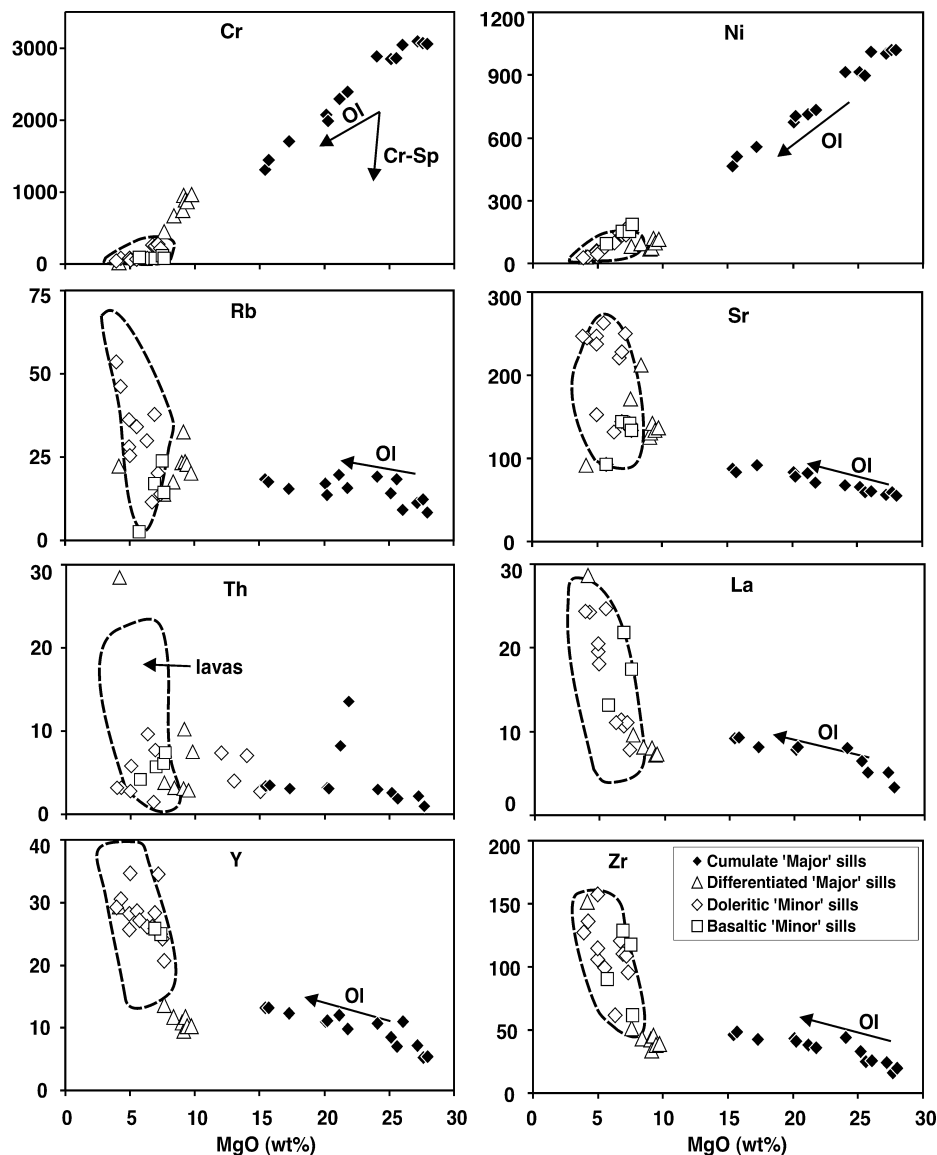 Cr
3000
2000
1000
0
Ol
Cr-Sp
Ni
1200
900
600
300
0
Ol
Rb
75
50
25
0
Ol
Sr
300
200
100
0
Ol
Th
30
20
10
0
lavas
La
30
20
10
0
Ol
Y
40
30
20
10
0
Ol
0 5 10 15 20 25 30
MgO (wt%)
Zr
200
150
100
50
0
Cumulate 'Major' sills
Differentiated 'Major' sills
Doleritic 'Minor' sills
Basaltic 'Minor' sills
Ol
0 5 10 15 20 25 30
MgO (wt%)